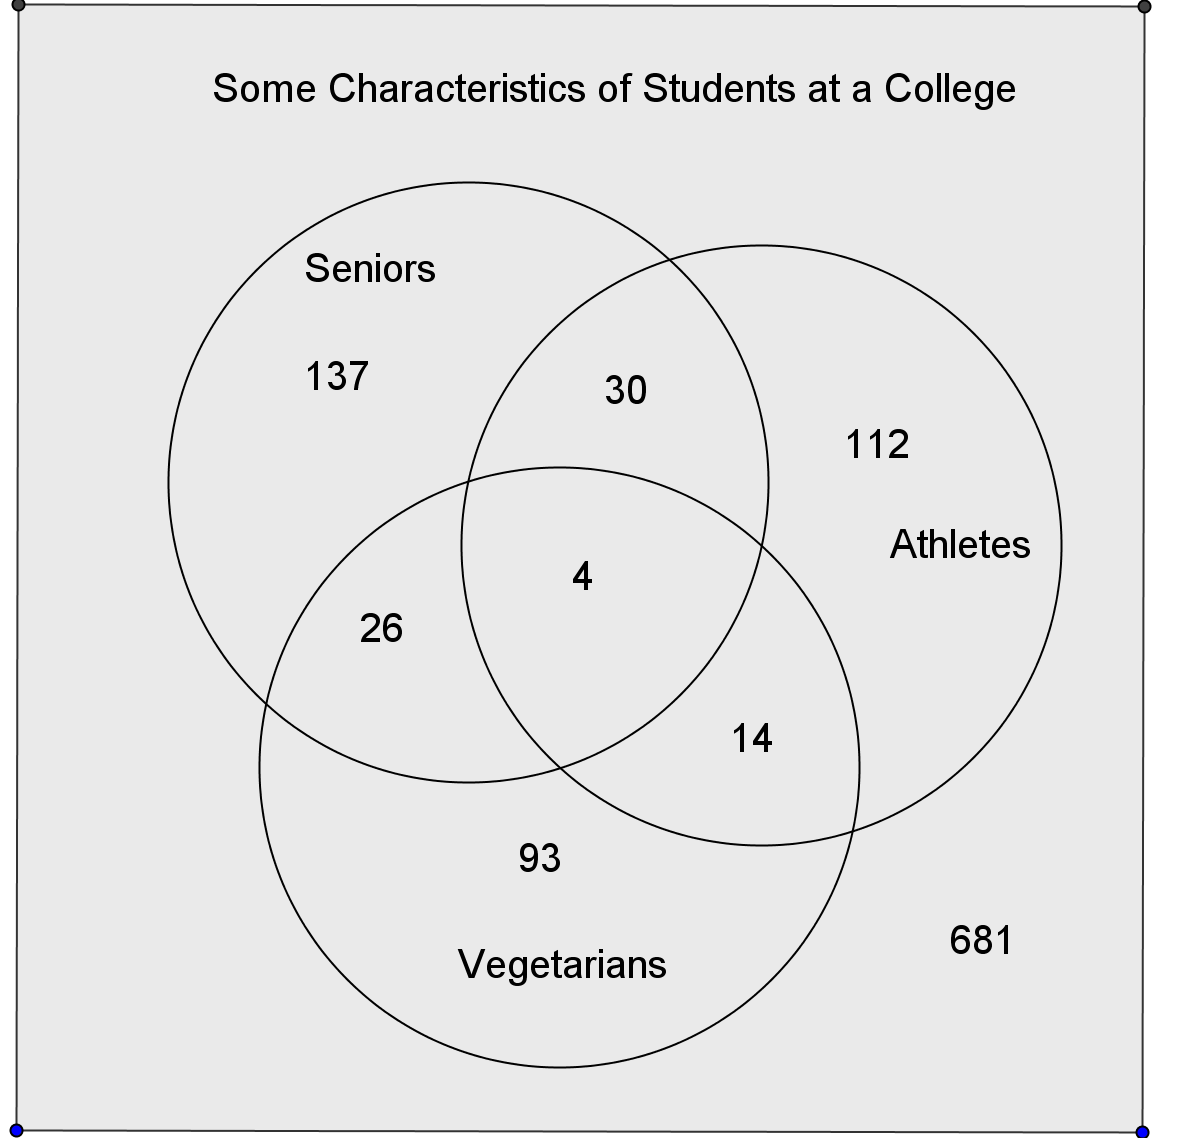 Some Characteristics of Students at a College
Seniors
137
30
112
Athletes
4
26
14
93
Vegetarians
681